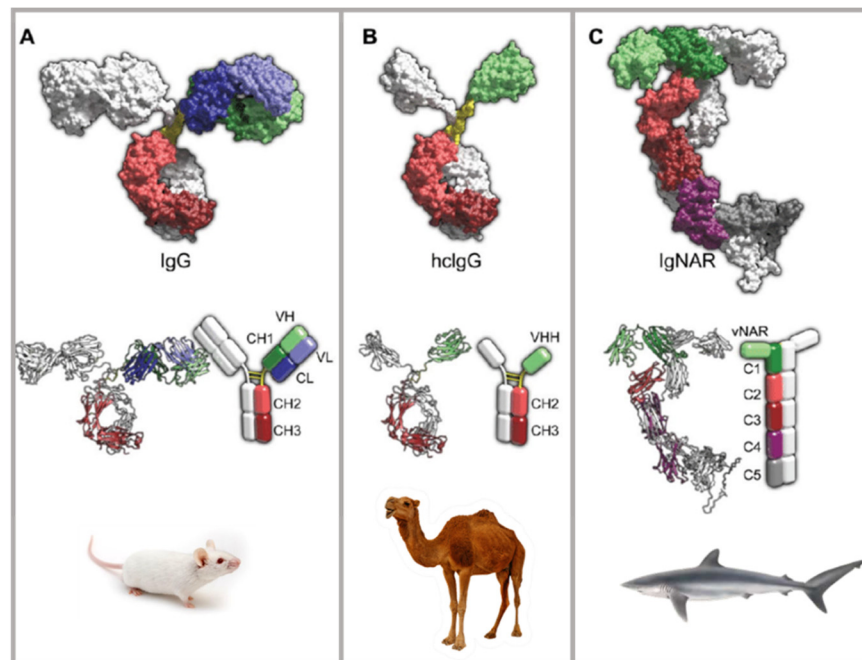 A
IgG
VH
CH1
VL
CL
CH2
CH3
B
hcIgG
VHH
CH2
CH3
C
IgNAR
vNAR
C1
C2
C3
C4
C5